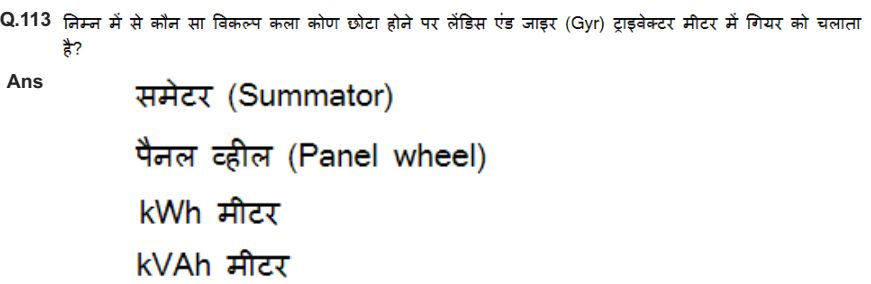 Q.113 निम्न में से कौन सा विकल्प कला कोण छोटा होने पर लेंडिस एंड जाइर (Gyr) ट्राइवेक्टर मीटर में गियर को चलाता
है?
Ans
समेटर (Summator)
पैनल व्हील (Panel wheel)
kWh मीटर
kVAh मीटर